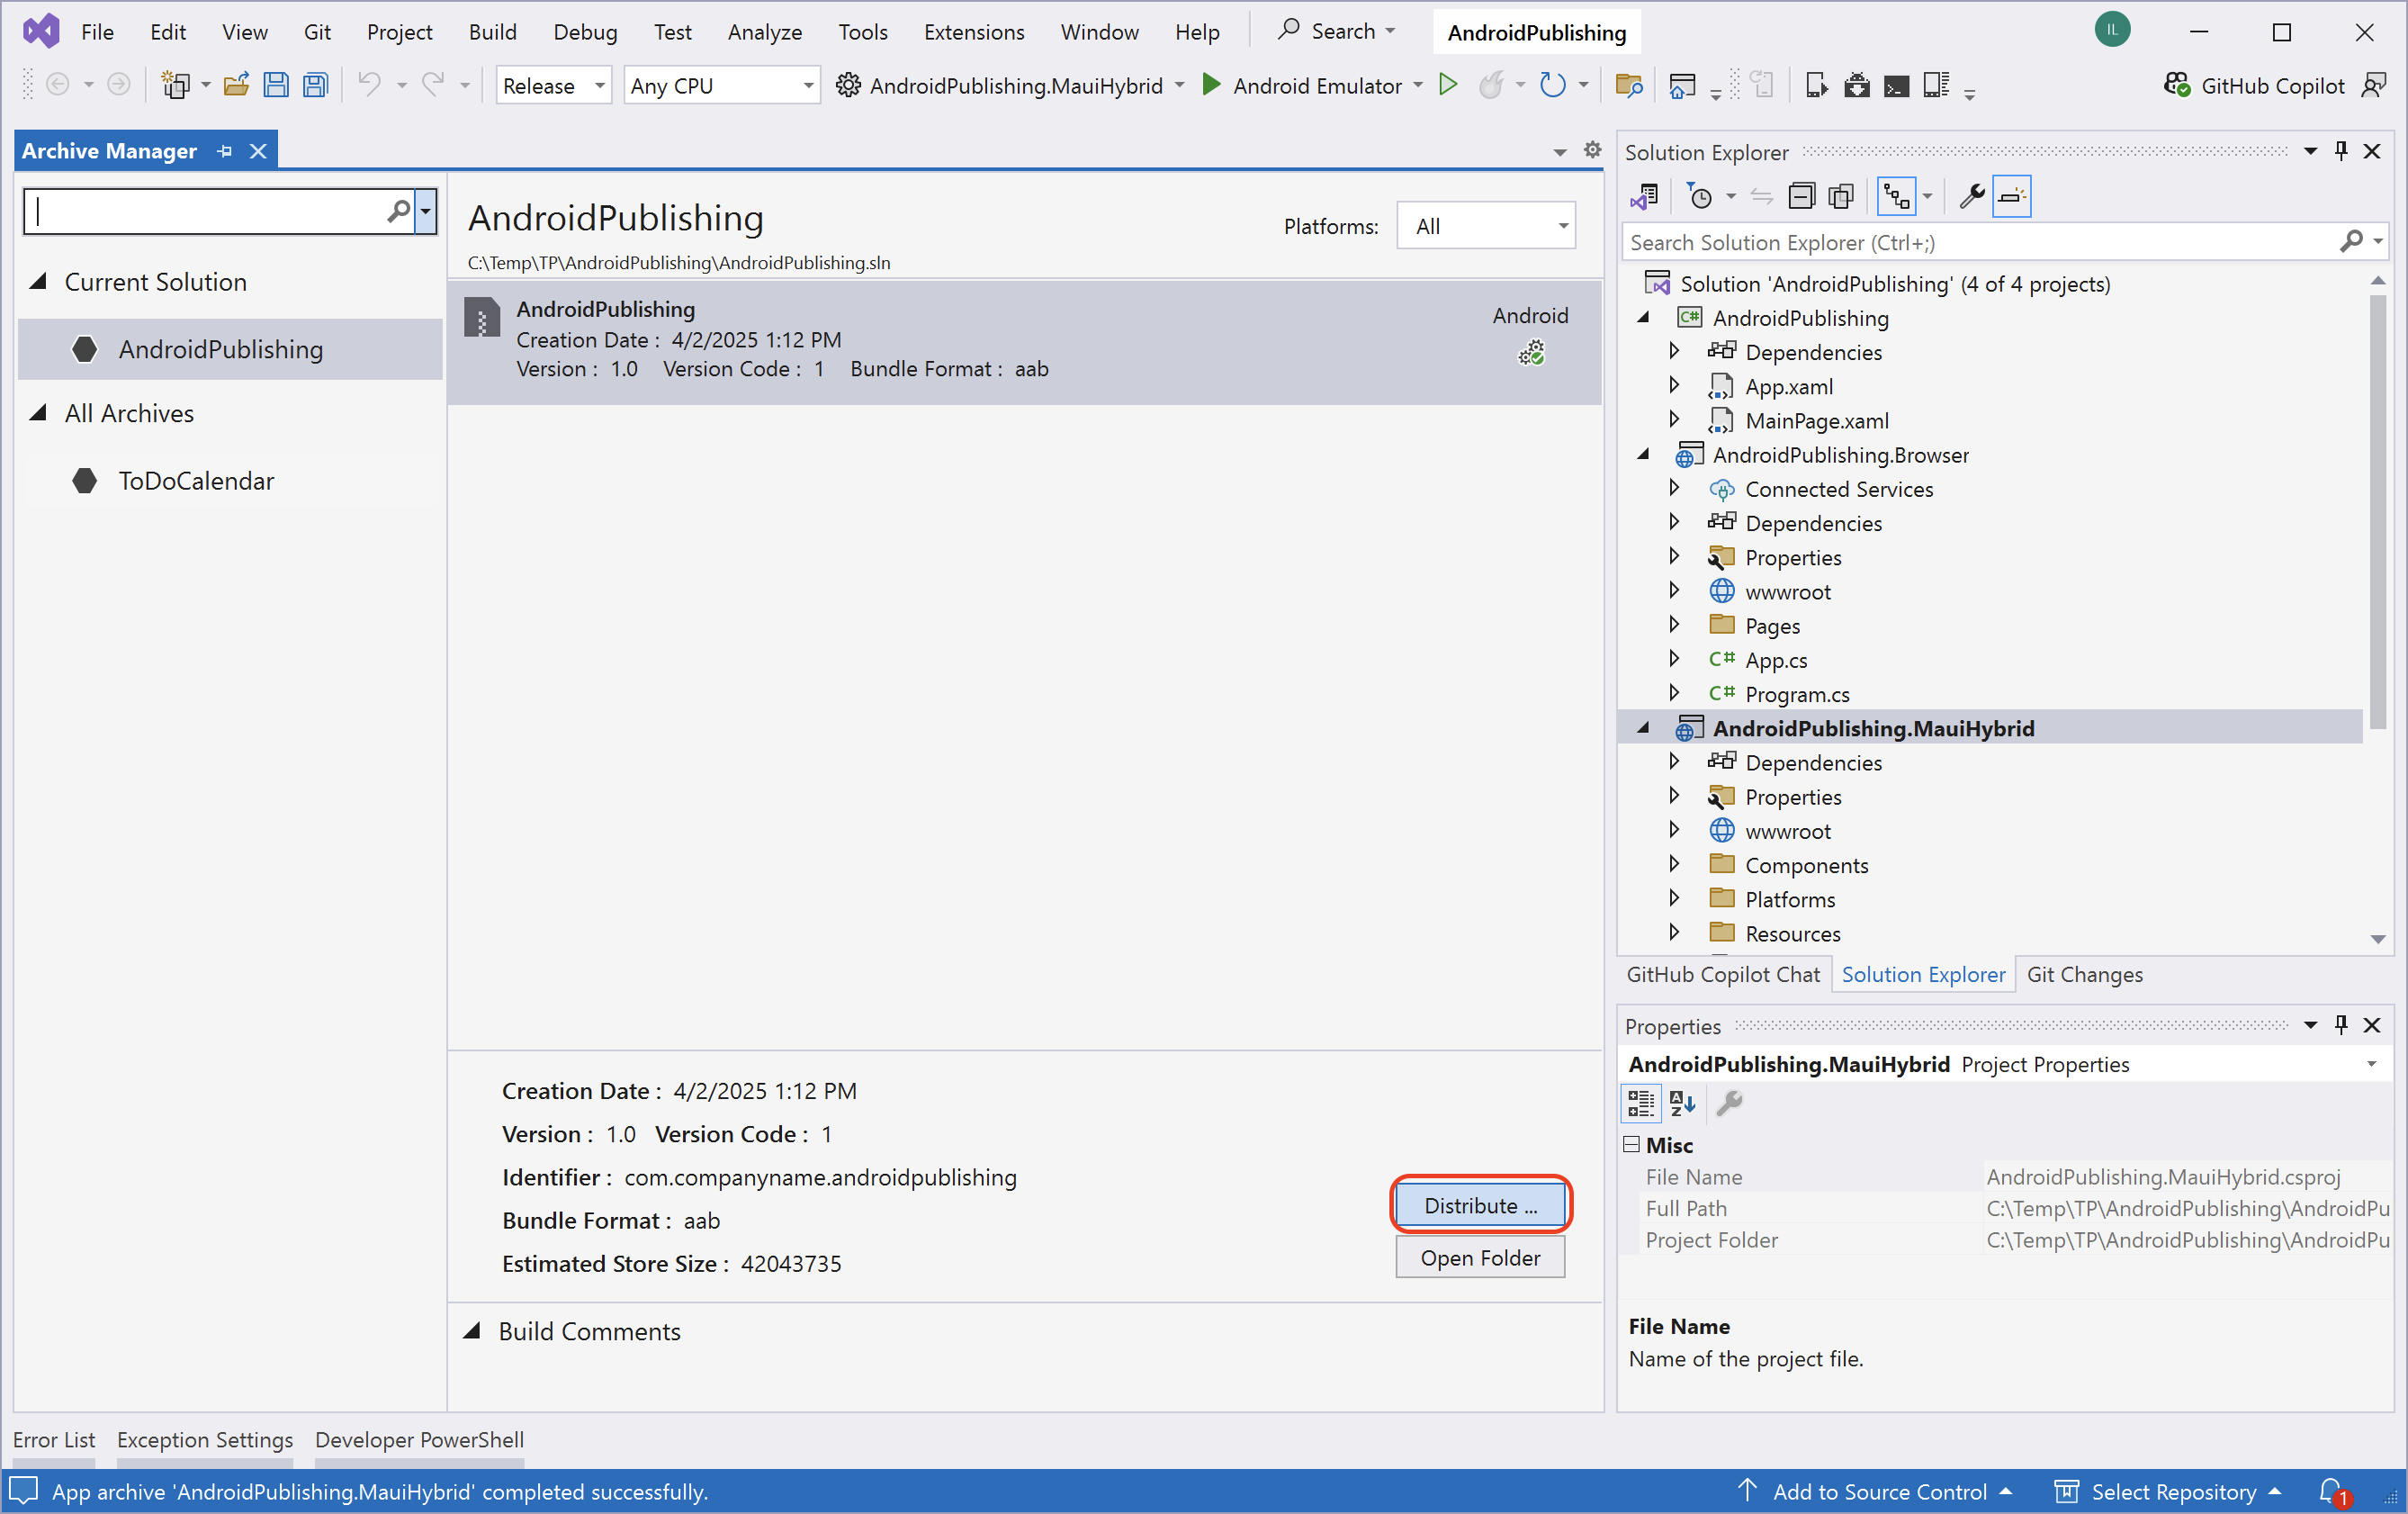 File Edit View Git Project Build Debug Test Analyze Tools Extensions Window Help Search AndroidPublishing IL
Release Any CPU AndroidPublishing.MauiHybrid Android Emulator GitHub Copilot
Archive Manager
Current Solution
AndroidPublishing
All Archives
ToDoCalendar
AndroidPublishing
Platforms: All
C:\Temp\TP\AndroidPublishing\AndroidPublishing.sln
AndroidPublishing
Android
Creation Date : 4/2/2025 1:12 PM
Version : 1.0 Version Code : 1 Bundle Format : aab
Creation Date : 4/2/2025 1:12 PM
Version : 1.0 Version Code : 1
Identifier : com.companyname.androidpublishing
Bundle Format : aab
Estimated Store Size : 42043735
Distribute ...
Open Folder
Build Comments
Solution Explorer
Search Solution Explorer (Ctrl+;)
Solution 'AndroidPublishing' (4 of 4 projects)
C# AndroidPublishing
Dependencies
App.xaml
MainPage.xaml
AndroidPublishing.Browser
Connected Services
Dependencies
Properties
wwwroot
Pages
C# App.cs
C# Program.cs
AndroidPublishing.MauiHybrid
Dependencies
Properties
wwwroot
Components
Platforms
Resources
GitHub Copilot Chat Solution Explorer Git Changes
Properties
AndroidPublishing.MauiHybrid Project Properties
Misc
File Name AndroidPublishing.MauiHybrid.csproj
Full Path C:\Temp\TP\AndroidPublishing\AndroidPu
Project Folder C:\Temp\TP\AndroidPublishing\AndroidPu
File Name
Name of the project file.
Error List Exception Settings Developer PowerShell
App archive 'AndroidPublishing.MauiHybrid' completed successfully. Add to Source Control Select Repository 1